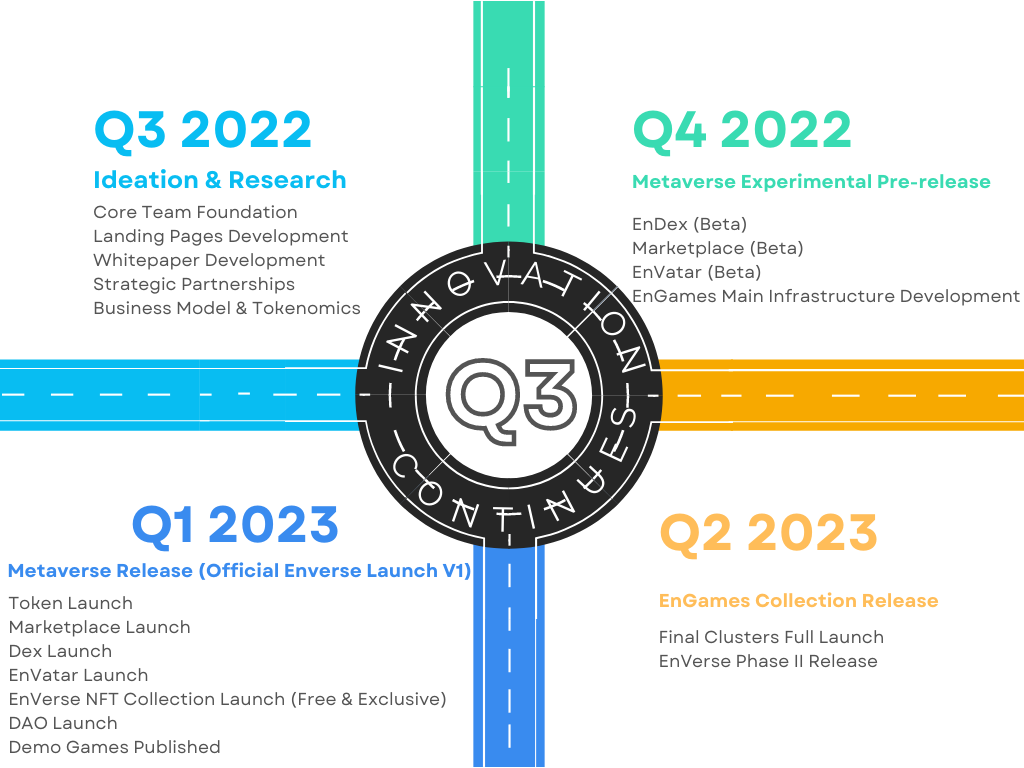 Q3 2022
Ideation & Research
Core Team Foundation
Landing Pages Development
Whitepaper Development
Strategic Partnerships
Business Model & Tokenomics
Q4 2022
Metaverse Experimental Pre-release
EnDex (Beta)
Marketplace (Beta)
EnVatar (Beta)
EnGames Main Infrastructure Development
INNOVATION
Q3
CONTINUES
Q1 2023
Metaverse Release (Official Enverse Launch V1)
Token Launch
Marketplace Launch
Dex Launch
EnVatar Launch
EnVerse NFT Collection Launch (Free & Exclusive)
DAO Launch
Demo Games Published
Q2 2023
EnGames Collection Release
Final Clusters Full Launch
EnVerse Phase II Release